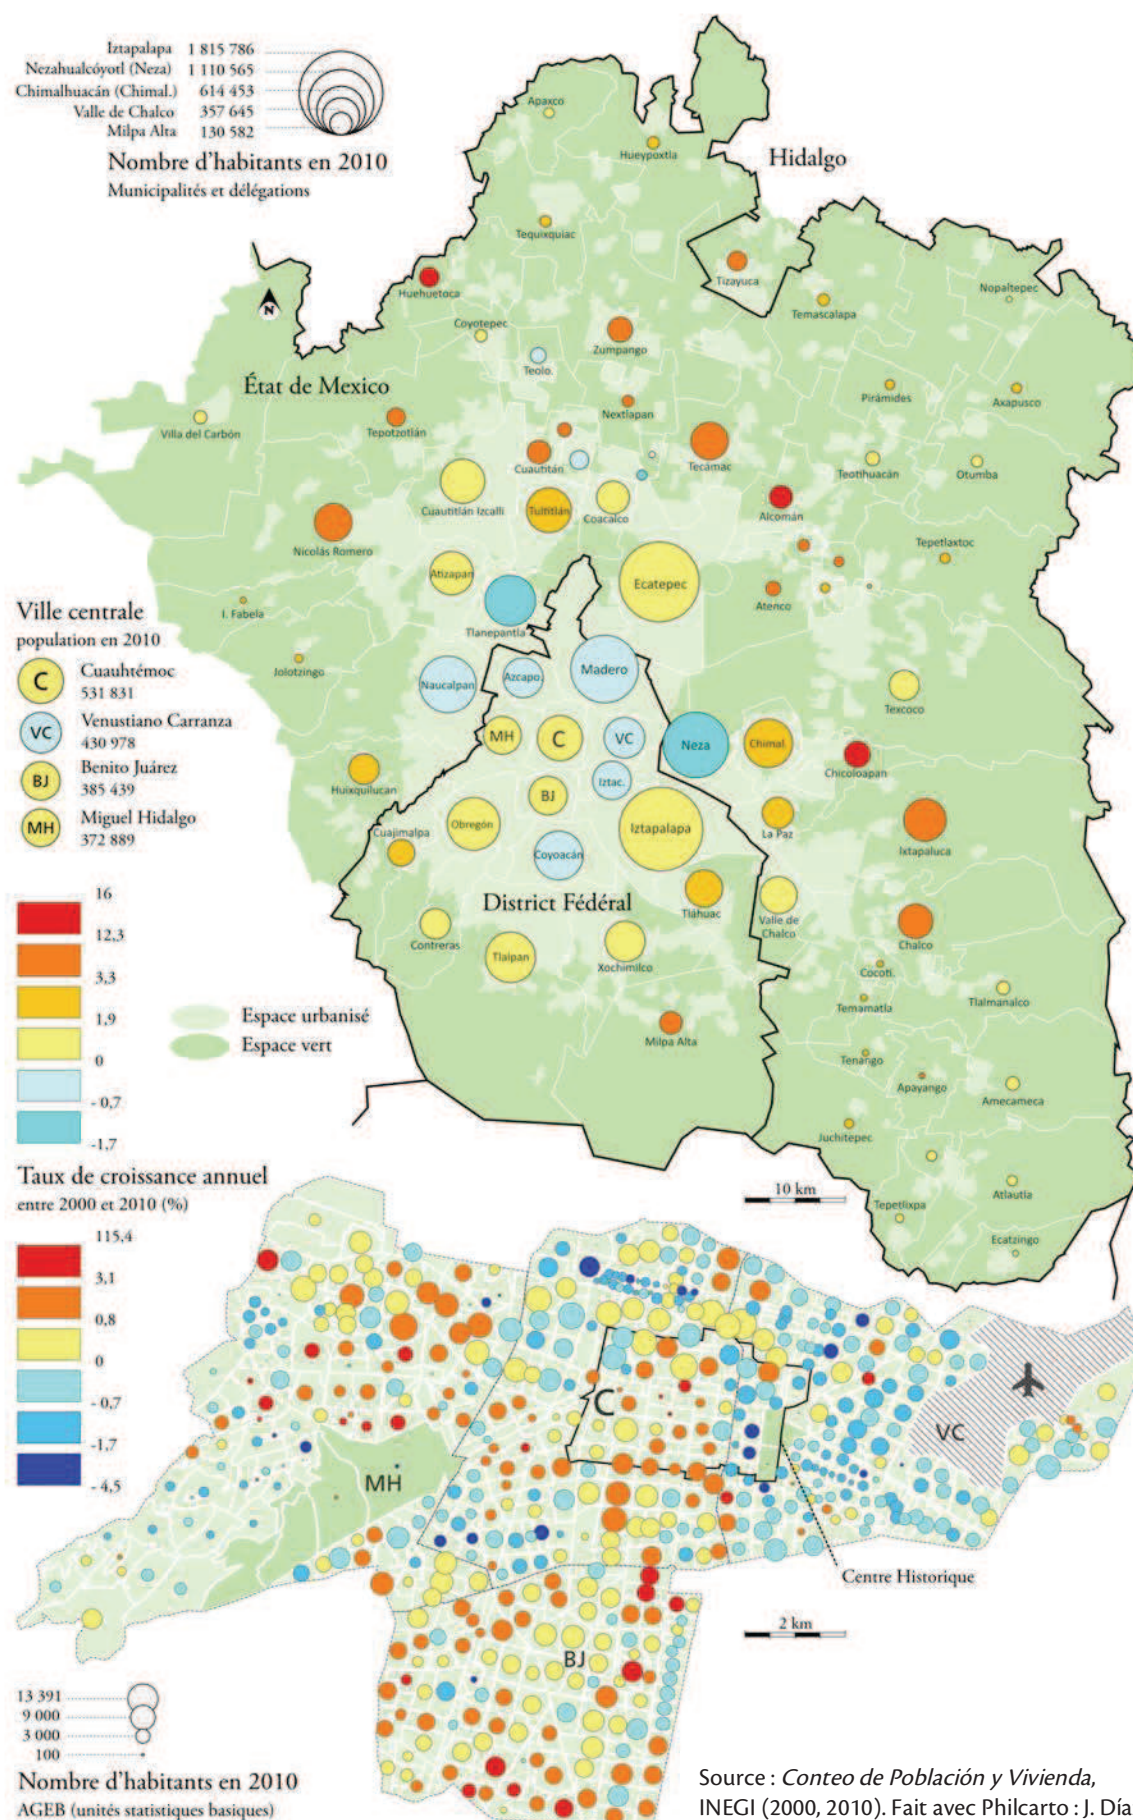 Iztapalapa 1 815 786
Nezahualcóyotl (Neza) 1 110 565
Chimalhuacán (Chimal.) 614 453
Valle de Chalco 357 645
Milpa Alta 130 582
Nombre d'habitants en 2010
Municipalités et délégations
Apaxco
Hueypoxtla
Hidalgo
Tequixquiac
Tizayuca
Huehuetoca
Nopaltepec
Temascalapa
N
Coyotepec
Zumpango
Teolo.
État de Mexico
Pirámides
Axapusco
Nextlapan
Villa del Carbón
Tepotzotlán
Cuautitán
Tecámac
Teotihuacán
Otumba
Cuautitlán Izcalli
Tultitlán
Coacalco
Alcomán
Nicolás Romero
Tepetlaxtoc
Atizapan
Ecatepec
Atenco
Ville centrale
I. Fabela
Tlanepantla
population en 2010
Jolotzingo
C Cuauhtémoc
531 831
Naucalpan
Azcapo.
Madero
Texcoco
VC Venustiano Carranza
430 978
MH
C
VC
Neza
Chimal.
Chicoloapan
BJ Benito Juárez
385 439
Huixquilucan
BJ
Iztac.
MH Miguel Hidalgo
372 889
Cuajimalpa
Obregón
Iztapalapa
La Paz
Ixtapaluca
Coyoacán
16
District Fédéral
Tláhuac
Valle de
Chalco
12,3
Contreras
Tlalpan
Xochimilco
Chalco
3,3
Cocotl.
Temamatla
Tlalmanalco
1,9
Espace urbanisé
Espace vert
Milpa Alta
0
Tenango
Apayango
Amecameca
- 0,7
Juchitepec
-1,7
Taux de croissance annuel
entre 2000 et 2010 (%)
10 km
Atlautla
Tepetlixpa
Ecatzingo
115,4
3,1
0,8
0
- 0,7
-1,7
- 4,5
C
VC
MH
Centre Historique
2 km
BJ
13 391
9 000
3 000
100
Nombre d'habitants en 2010
AGEB (unités statistiques basiques)
Source : Conteo de Población y Vivienda,
INEGI (2000, 2010). Fait avec Philcarto : J. Día